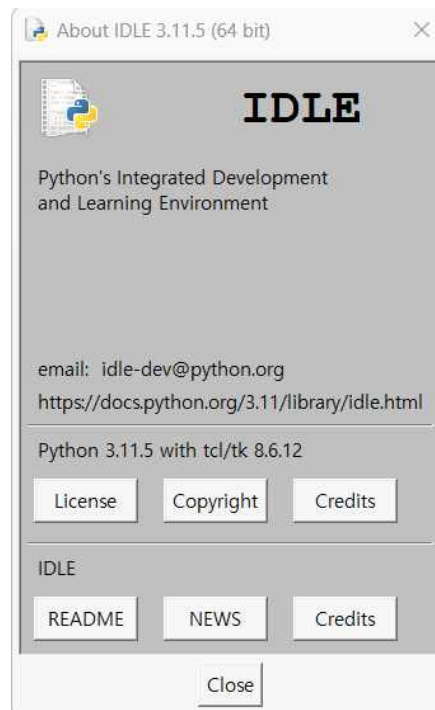 About IDLE 3.11.5 (64 bit)
IDLE
Python's Integrated Development
and Learning Environment
email: idle-dev@python.org
https://docs.python.org/3.11/library/idle.html
Python 3.11.5 with tcl/tk 8.6.12
License Copyright Credits
IDLE
README NEWS Credits
Close